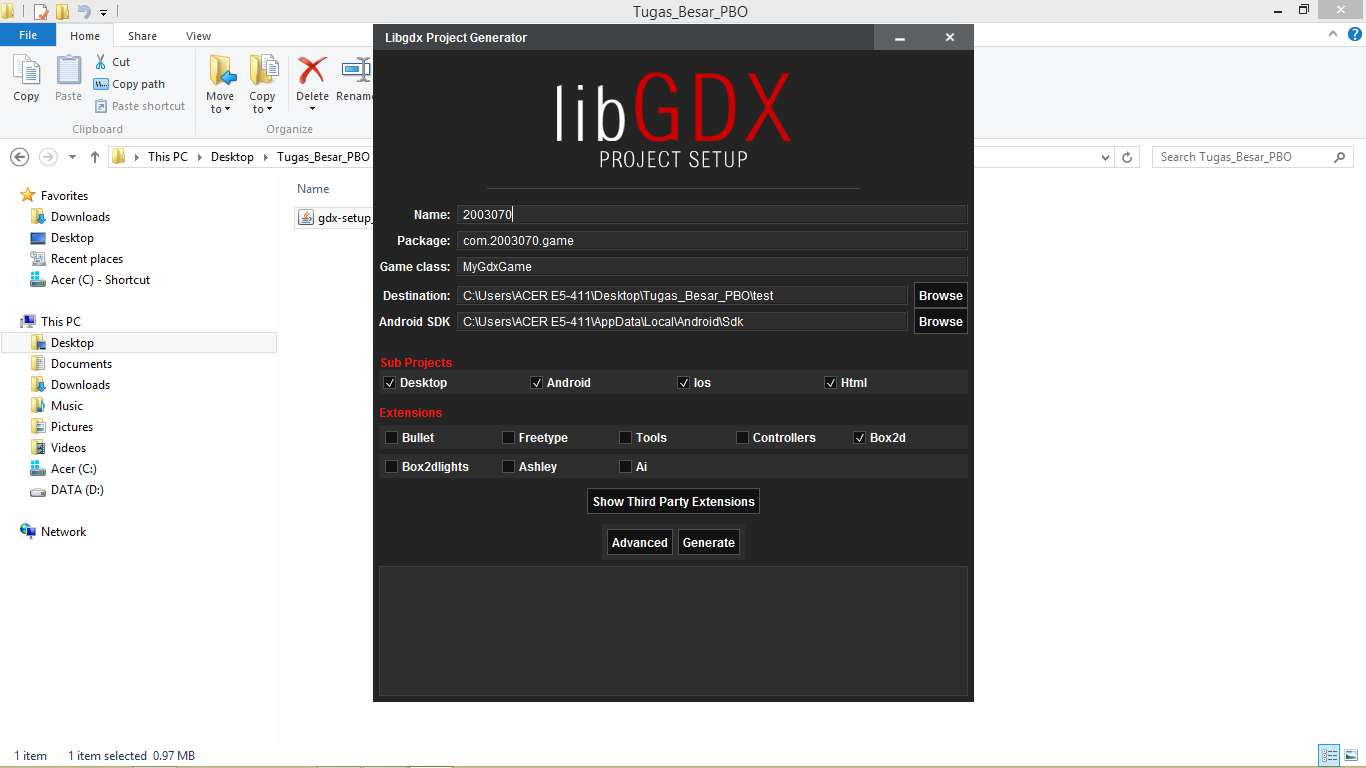 Tugas_Besar_PBO
File Home Share View
Copy
Paste
Cut
Copy path
Paste shortcut
Clipboard
Move to
Copy to
Delete
Organize
This PC Desktop Tugas_Besar_PBO
Search Tugas_Besar_PBO
Favorites
Downloads
Desktop
Recent places
Acer (C) - Shortcut
This PC
Desktop
Documents
Downloads
Music
Pictures
Videos
Acer (C:)
DATA (D:)
Network
Name
Libgdx Project Generator
libGDX
PROJECT SETUP
Name: 2003070
Package: com.2003070.game
Game class: MyGdxGame
Destination: C:\Users\ACER E5-411\Desktop\Tugas_Besar_PBO\test Browse
Android SDK C:\Users\ACER E5-411\AppData\Local\Android\Sdk Browse
Sub Projects
Desktop Android Ios Html
Extensions
Bullet Freetype Tools Controllers Box2d
Box2dlights Ashley Ai
Show Third Party Extensions
Advanced Generate
1 item 1 item selected 0.97 MB